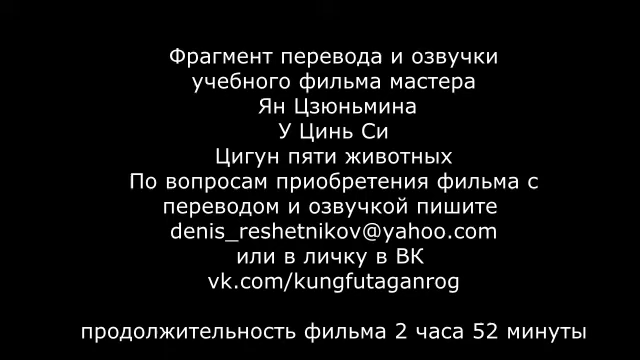 Фрагмент перевода и озвучки
учебного фильма мастера
Ян Цзюньмина
У Цинь Си
Цигун пяти животных
По вопросам приобретения фильма с
переводом и озвучкой пишите
denis_reshetnikov@yahoo.com
или в личку в ВК
vk.com/kungfutaganrog
продолжительность фильма 2 часа 52 минуты